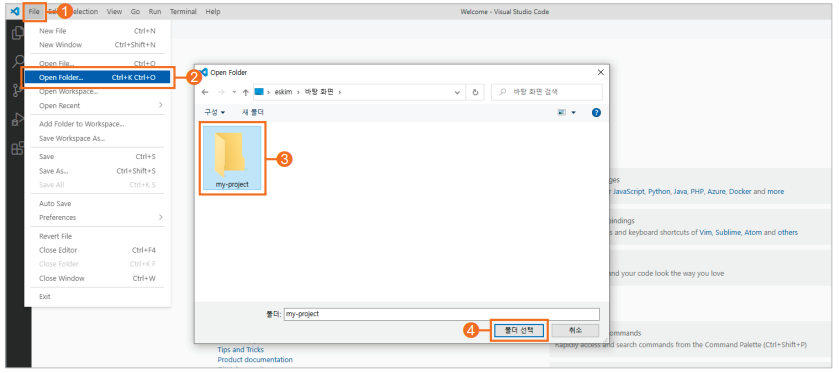 File Edit Selection View Go Run Terminal Help
Welcome - Visual Studio Code
1
New File Ctrl+N
New Window Ctrl+Shift+N
Open File... Ctrl+O
Open Folder... Ctrl+K Ctrl+O
2
Open Workspace...
Open Recent
Add Folder to Workspace...
Save Workspace As...
Save Ctrl+S
Save As... Ctrl+Shift+S
Save All Ctrl+K S
Auto Save
Preferences
Revert File
Close Editor Ctrl+F4
Close Folder Ctrl+K F
Close Window Ctrl+W
Exit
Open Folder
eskim 바탕 화면
바탕 화면 검색
구성 새 폴더
3
my-project
폴더: my-project
4
폴더 선택 취소
JavaScript, Python, Java, PHP, Azure, Docker and more
s and keyboard shortcuts of Vim, Sublime, Atom and others
and your code look the way you love
Rapidly access and search commands from the Command Palette (Ctrl+Shift+P)
Tips and Tricks
Product documentation